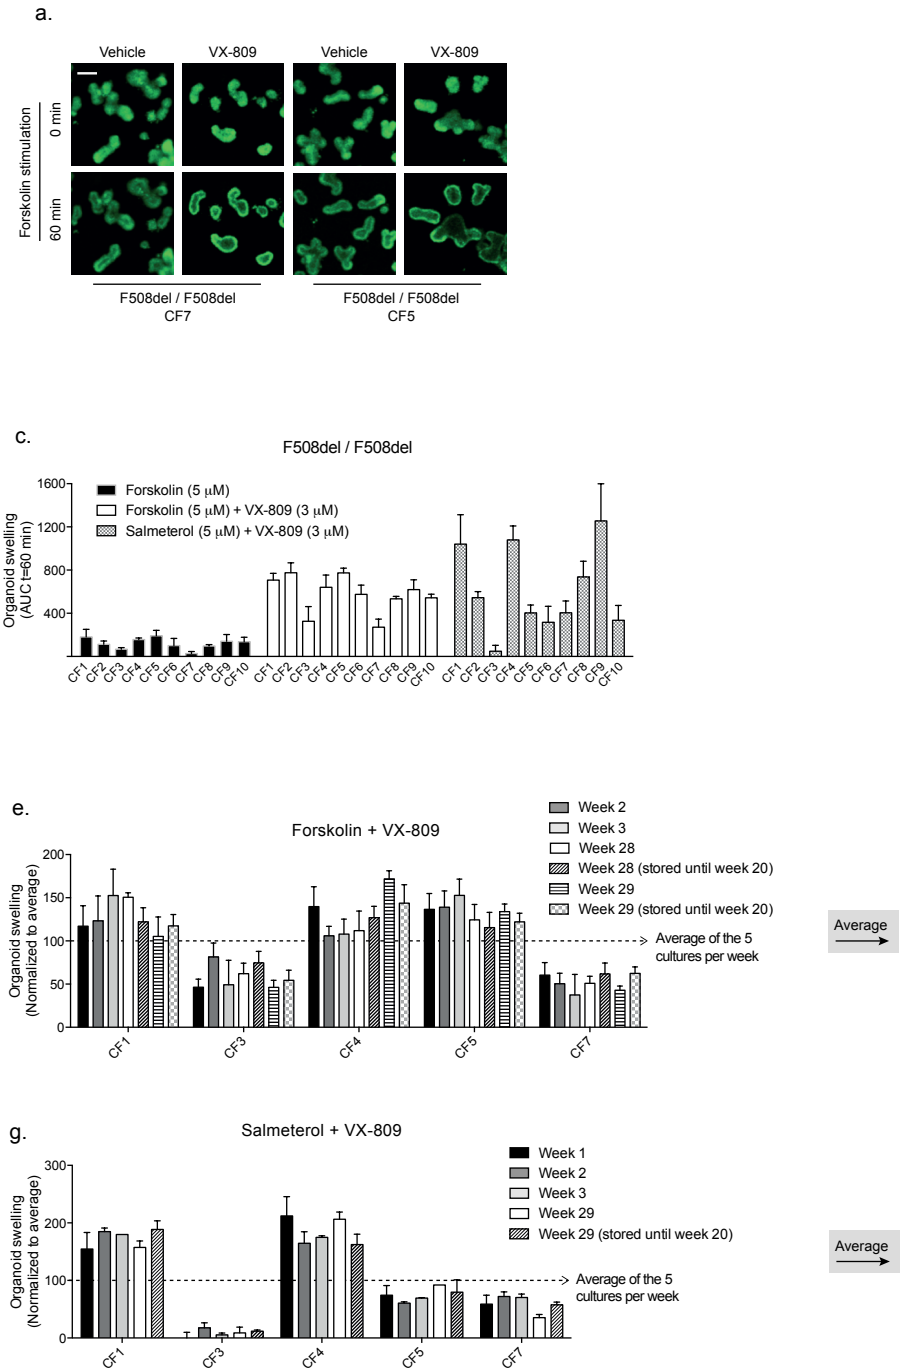 a.
Vehicle
VX-809
Vehicle
VX-809
Forskolin stimulation
0 min
60 min
F508del / F508del
CF7
F508del / F508del
CF5
c.
F508del / F508del
Organoid swelling
(AUC t=60 min)
1600
1200
800
400
Forskolin (5 µM)
Forskolin (5 µM) + VX-809 (3 µM)
Salmeterol (5 µM) + VX-809 (3 µM)
CF1 CF2 CF3 CF4 CF5 CF6 CF7 CF8 CF9 CF10 CF1 CF2 CF3 CF4 CF5 CF6 CF7 CF8 CF9 CF10 CF1 CF2 CF3 CF4 CF5 CF6 CF7 CF8 CF9 CF10
e.
Forskolin + VX-809
Week 2
Week 3
Week 28
Week 28 (stored until week 20)
Week 29
Week 29 (stored until week 20)
Organoid swelling
(Normalized to average)
200
150
100
50
0
Average of the 5
cultures per week
Average
CF1 CF3 CF4 CF5 CF7
g.
Salmeterol + VX-809
Week 1
Week 2
Week 3
Week 29
Week 29 (stored until week 20)
Organoid swelling
(Normalized to average)
300
200
100
0
Average of the 5
cultures per week
Average
CF1 CF3 CF4 CF5 CF7